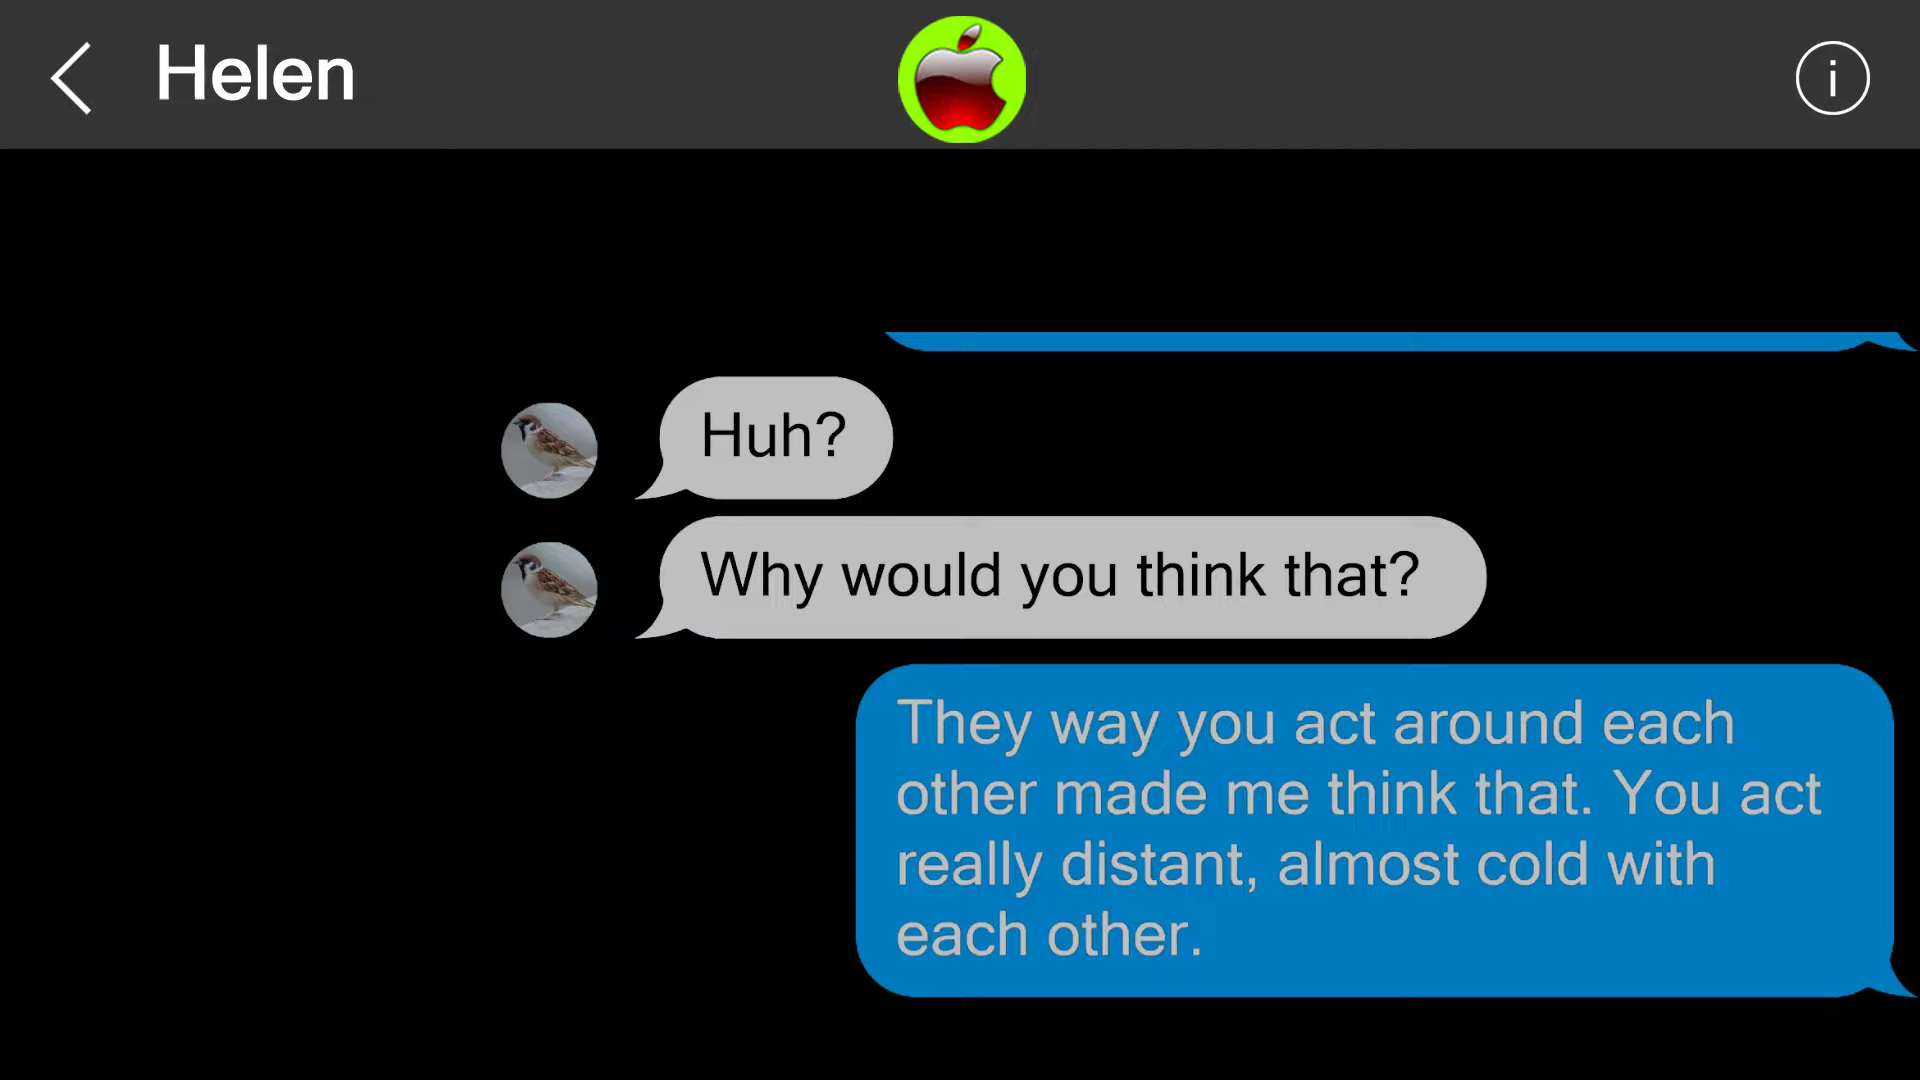 Helen
i
Huh?
Why would you think that?
They way you act around each
other made me think that. You act
really distant, almost cold with
each other.